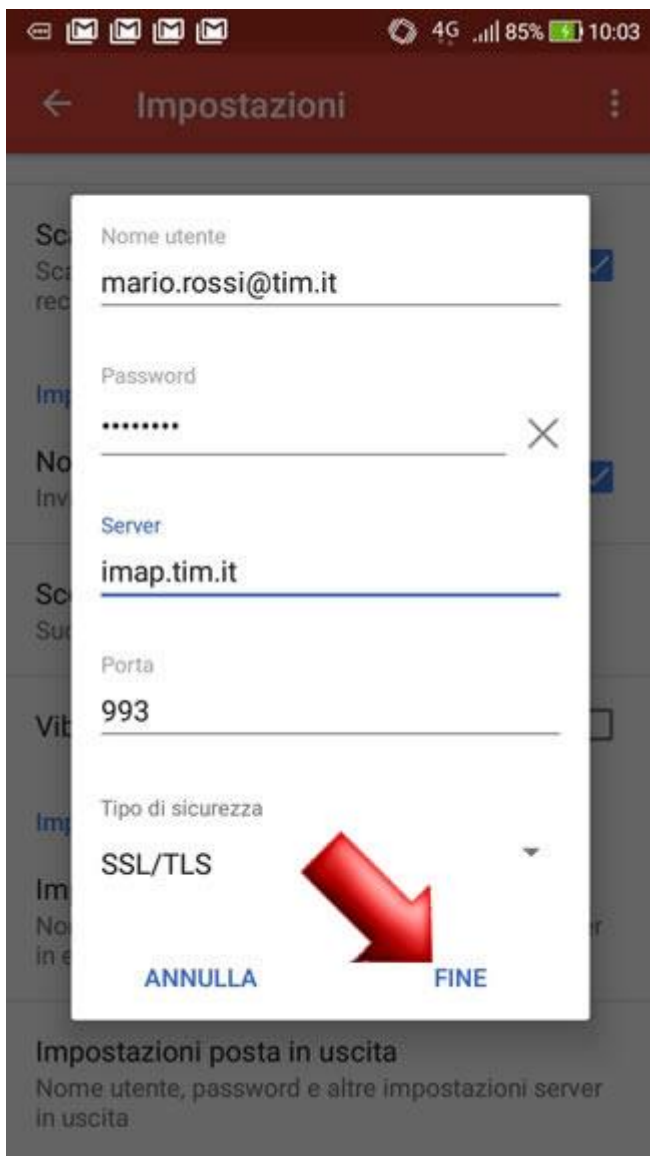 4G 85% 10:03
Impostazioni
Nome utente
mario.rossi@tim.it
Password
••••••••
Server
imap.tim.it
Porta
993
Tipo di sicurezza
SSL/TLS
ANNULLA FINE
Impostazioni posta in uscita
Nome utente, password e altre impostazioni server
in uscita